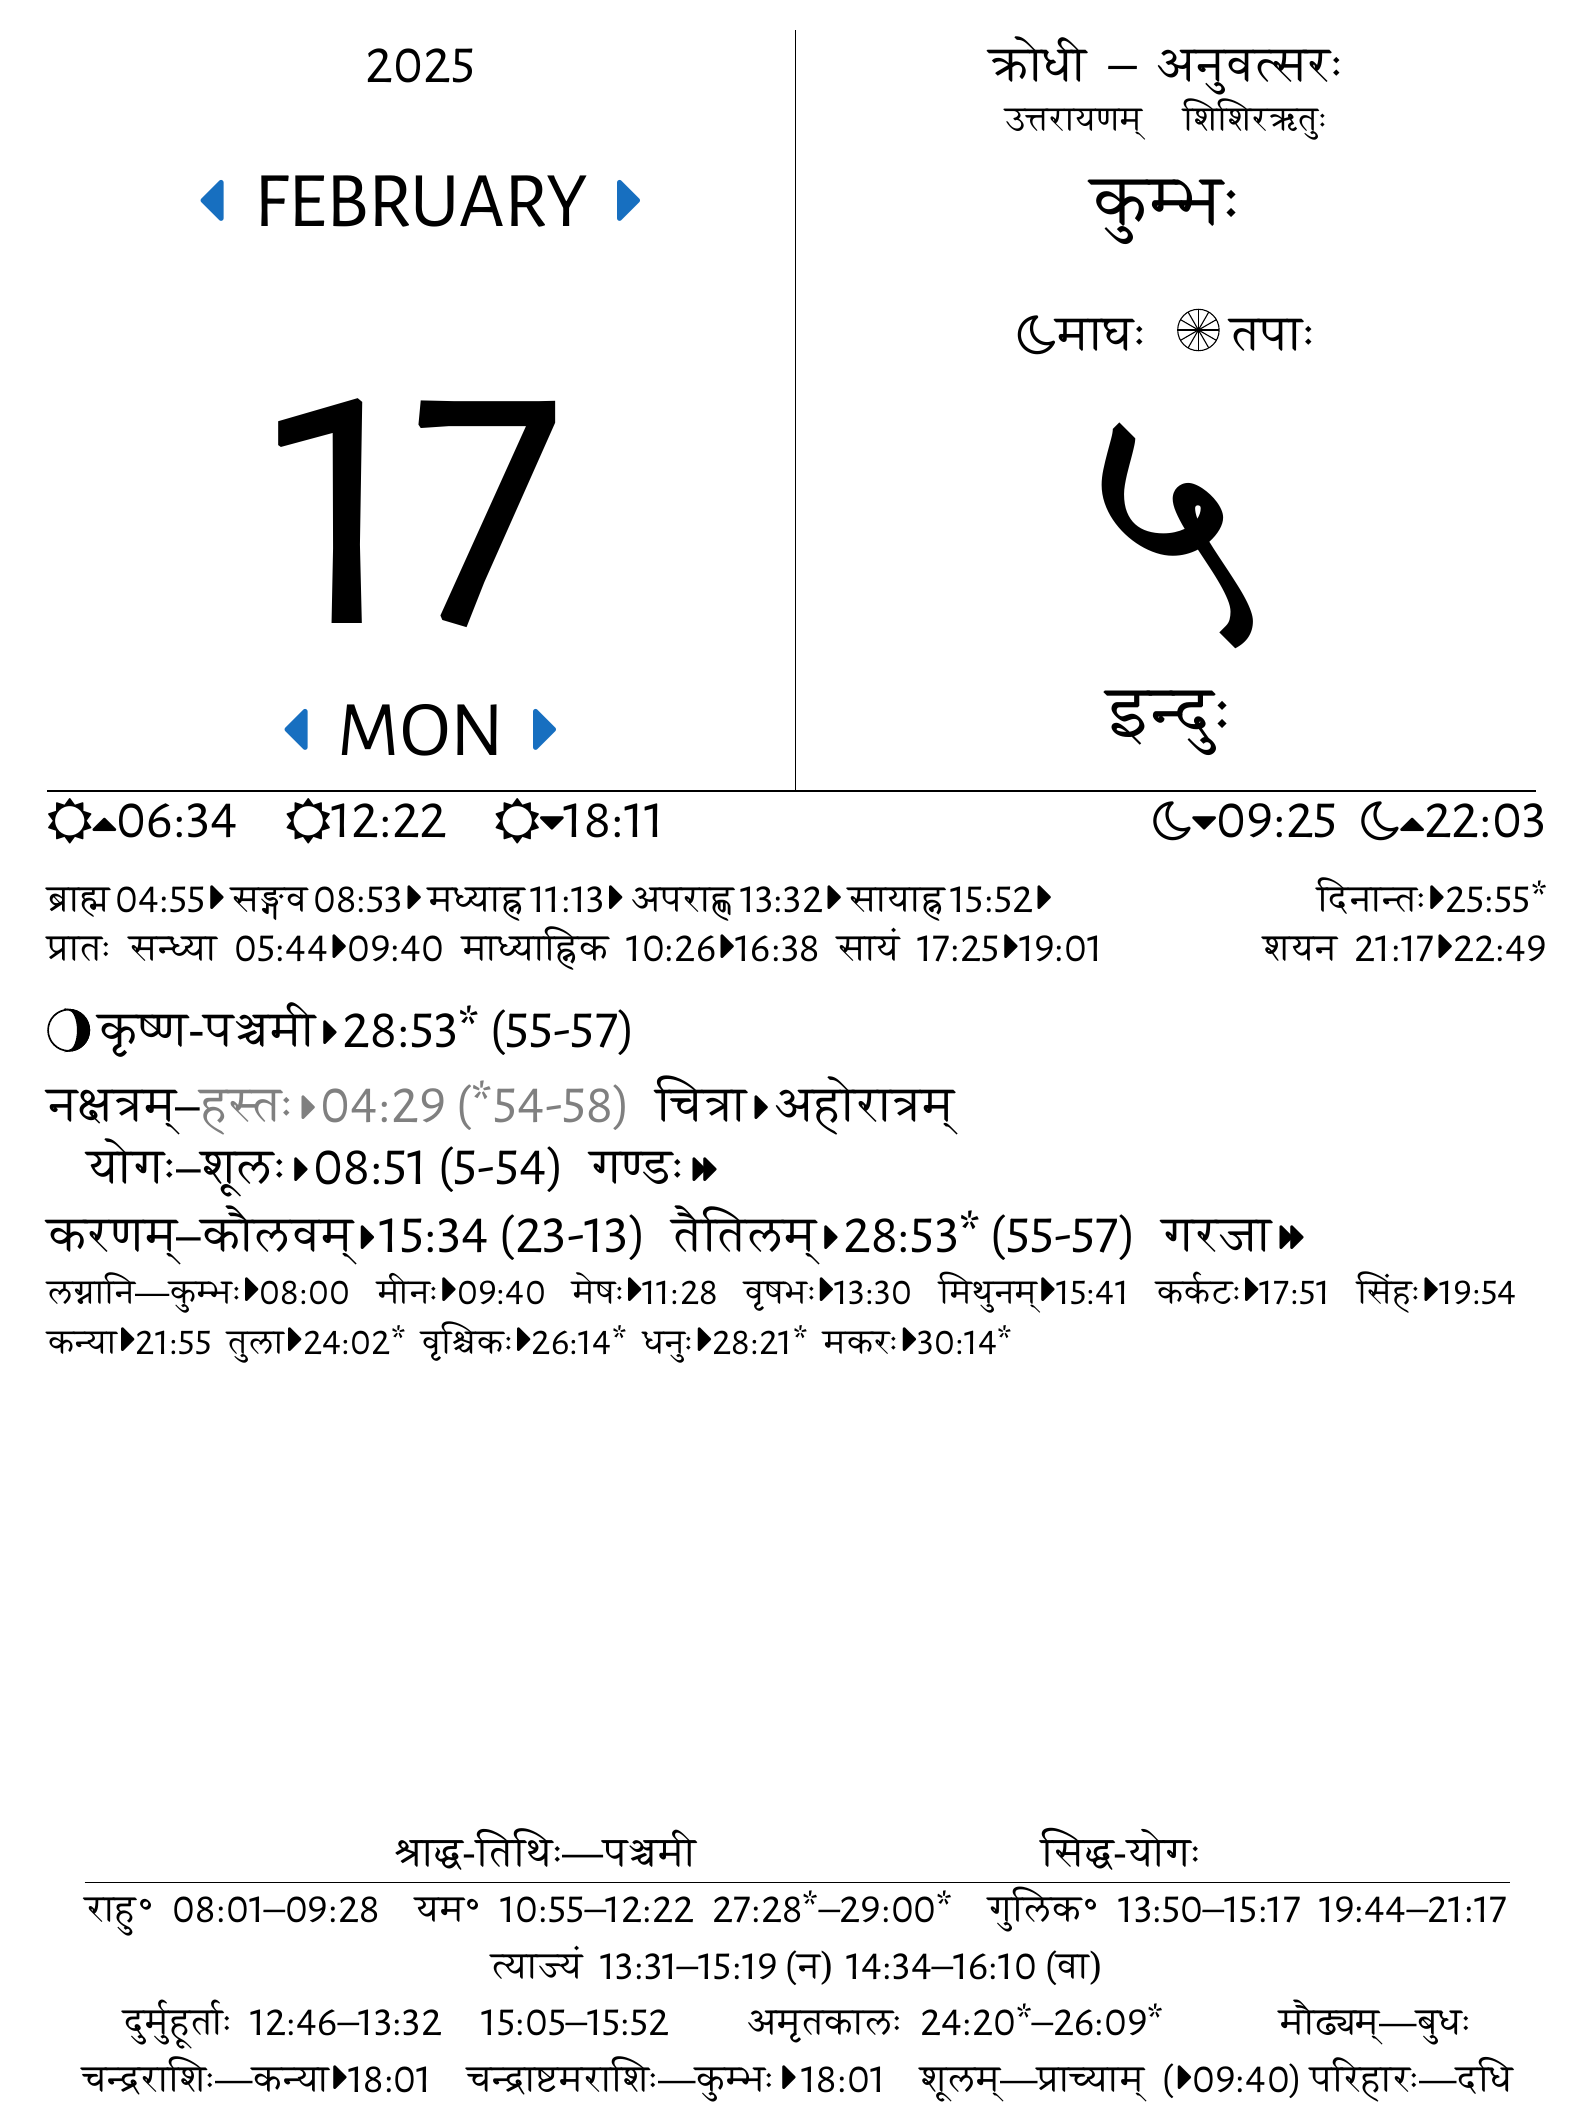 2025
FEBRUARY
17
MON
क्रोधी – अनुवत्सरः
उत्तरायणम् शिशिरऋतुः
कुम्भः
माघः तपाः
५
इन्दुः
06:34 12:22 18:11 09:25 22:03
ब्राह्म 04:55 सङ्गव 08:53 मध्याह्न 11:13 अपराह्ण 13:32 सायाह्न 15:52 दिनान्तः 25:55*
प्रातः सन्ध्या 05:44 09:40 माध्याह्निक 10:26 16:38 सायं 17:25 19:01 शयन 21:17 22:49
कृष्ण-पञ्चमी 28:53* (55-57)
नक्षत्रम्–हस्तः 04:29 (*54-58) चित्रा अहोरात्रम्
योगः–शूलः 08:51 (5-54) गण्डः
करणम्–कौलवम् 15:34 (23-13) तैतिलम् 28:53* (55-57) गरजा
लग्नानि—कुम्भः 08:00 मीनः 09:40 मेषः 11:28 वृषभः 13:30 मिथुनम् 15:41 कर्कटः 17:51 सिंहः 19:54
कन्या 21:55 तुला 24:02* वृश्चिकः 26:14* धनुः 28:21* मकरः 30:14*
श्राद्ध-तिथिः—पञ्चमी सिद्ध-योगः
राहु॰ 08:01–09:28 यम॰ 10:55–12:22 27:28*–29:00* गुलिक॰ 13:50–15:17 19:44–21:17
त्याज्यं 13:31–15:19 (न) 14:34–16:10 (वा)
दुर्मुहूर्ताः 12:46–13:32 15:05–15:52 अमृतकालः 24:20*–26:09* मौढ्यम्—बुधः
चन्द्रराशिः—कन्या 18:01 चन्द्राष्टमराशिः—कुम्भः 18:01 शूलम्—प्राच्याम् ( 09:40) परिहारः—दधि